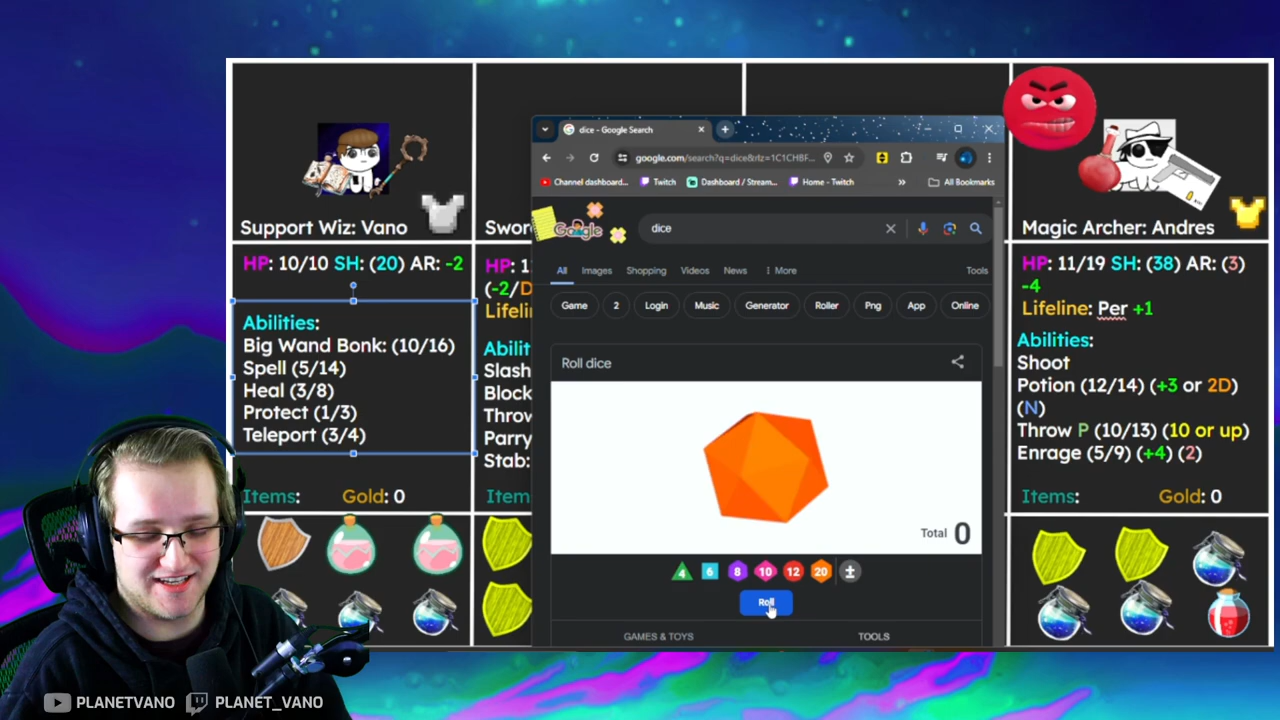 Support Wiz: Vano
HP: 10/10 SH: (20) AR: -2
Abilities:
Big Wand Bonk: (10/16)
Spell (5/14)
Heal (3/8)
Protect (1/3)
Teleport (3/4)
Items: Gold: 0
HP:
(-2/
Slash
Block
Parry
Stab:
dice - Google Search
google.com/search?q=dice&rlz=1C1CHBF...
Channel dashboard...
Twitch
Dashboard / Stream...
Home - Twitch
»
All Bookmarks
Google
dice
All
Images
Shopping
Videos
News
More
Tools
Game
2
Login
Music
Generator
Roller
Png
App
Online
Roll dice
Total 0
4 6 8 10 12 20 ±
Roll
GAMES & TOYS
TOOLS
Magic Archer: Andres
HP: 11/19 SH: (38) AR: (3)
-4
Lifeline: Per +1
Abilities:
Shoot
Potion (12/14) (+3 or 2D)
(N)
Throw P (10/13) (10 or up)
Enrage (5/9) (+4) (2)
Items: Gold: 0
PLANETVANO
PLANET_VANO